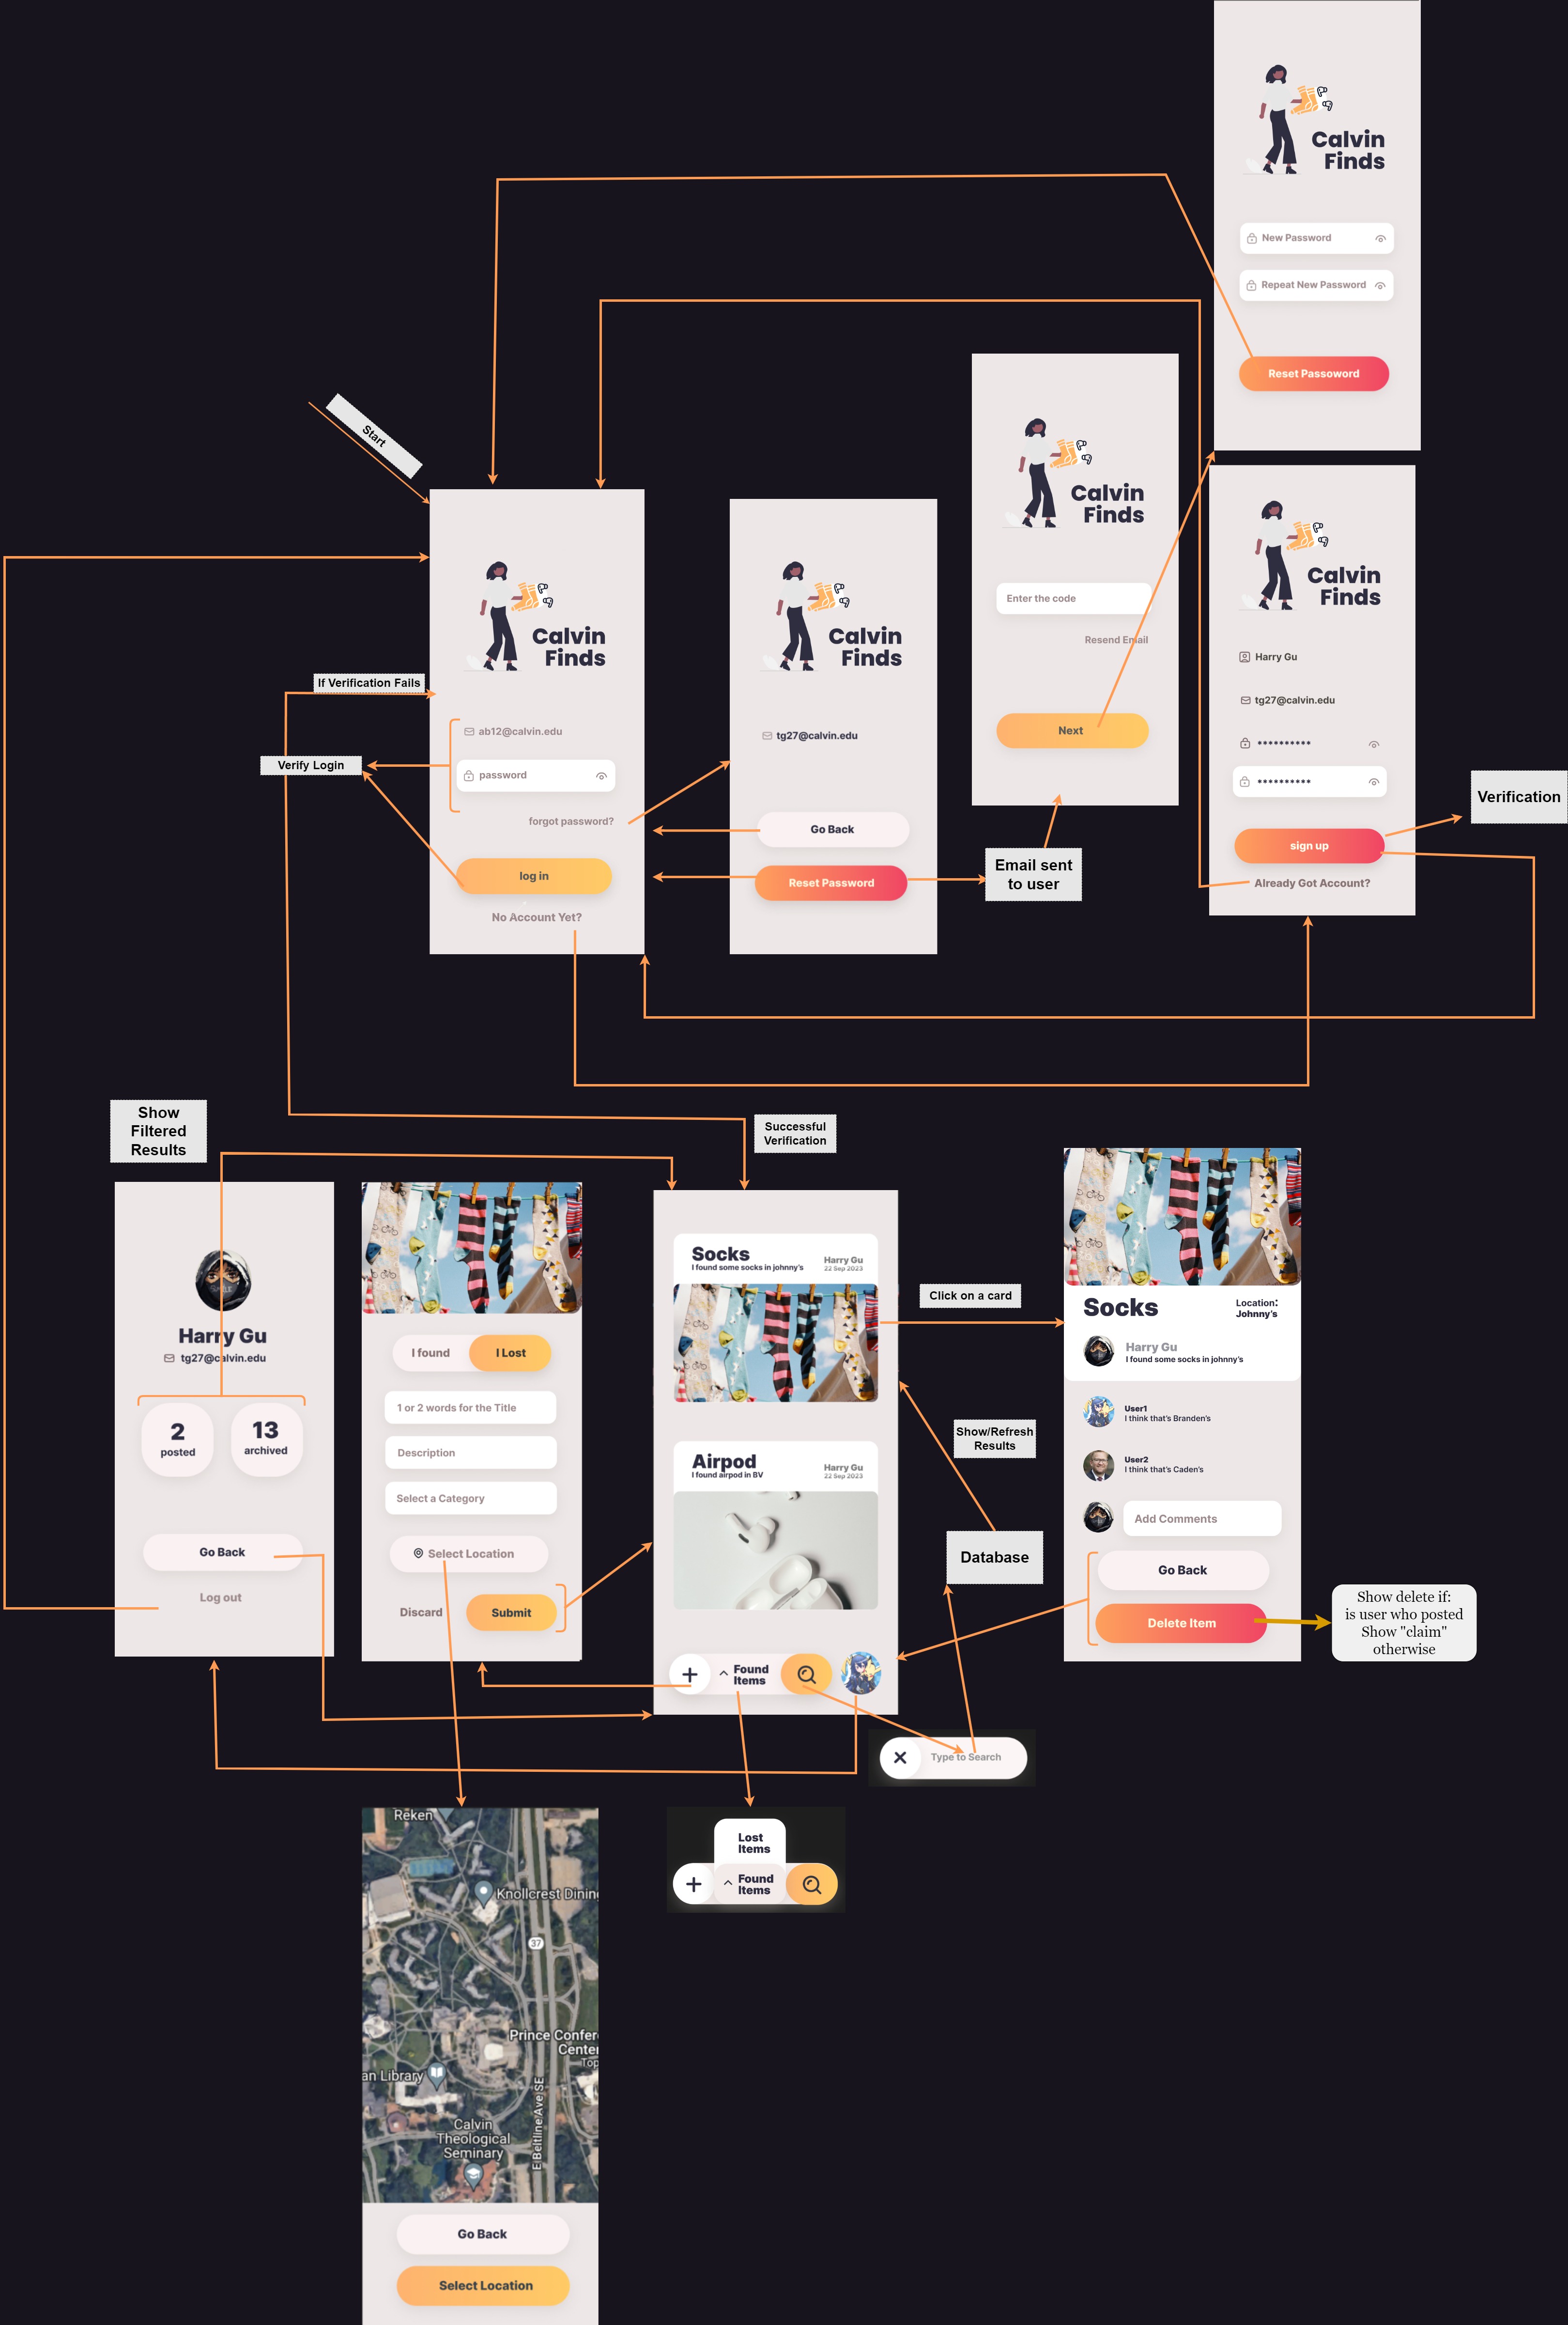 Calvin
Finds
New Password
Repeat New Password
Reset Passoword
Start
Calvin
Finds
Enter the code
Resend Email
Next
Calvin
Finds
ab12@calvin.edu
password
forgot password?
log in
No Account Yet?
If Verification Fails
Verify Login
Calvin
Finds
tg27@calvin.edu
Go Back
Reset Password
Email sent
to user
Calvin
Finds
Harry Gu
tg27@calvin.edu
**********
**********
sign up
Already Got Account?
Verification
Show
Filtered
Results
Successful
Verification
Harry Gu
tg27@calvin.edu
2
posted
13
archived
Go Back
Log out
I found
I Lost
1 or 2 words for the Title
Description
Select a Category
Select Location
Discard
Submit
Socks
I found some socks in johnny's
Harry Gu
22 Sep 2023
Airpod
I found airpod in BV
Harry Gu
22 Sep 2023
Found
Items
Click on a card
Show/Refresh
Results
Database
Type to Search
Socks
Location:
Johnny's
Harry Gu
I found some socks in johnny's
User1
I think that's Branden's
User2
I think that's Caden's
Add Comments
Go Back
Delete Item
Show delete if:
is user who posted
Show "claim"
otherwise
Lost
Items
Found
Items
Reken
Knollcrest Dining
37
Prince Confer
Center
Top
an Library
E Beltline Ave SE
Calvin
Theological
Seminary
Go Back
Select Location